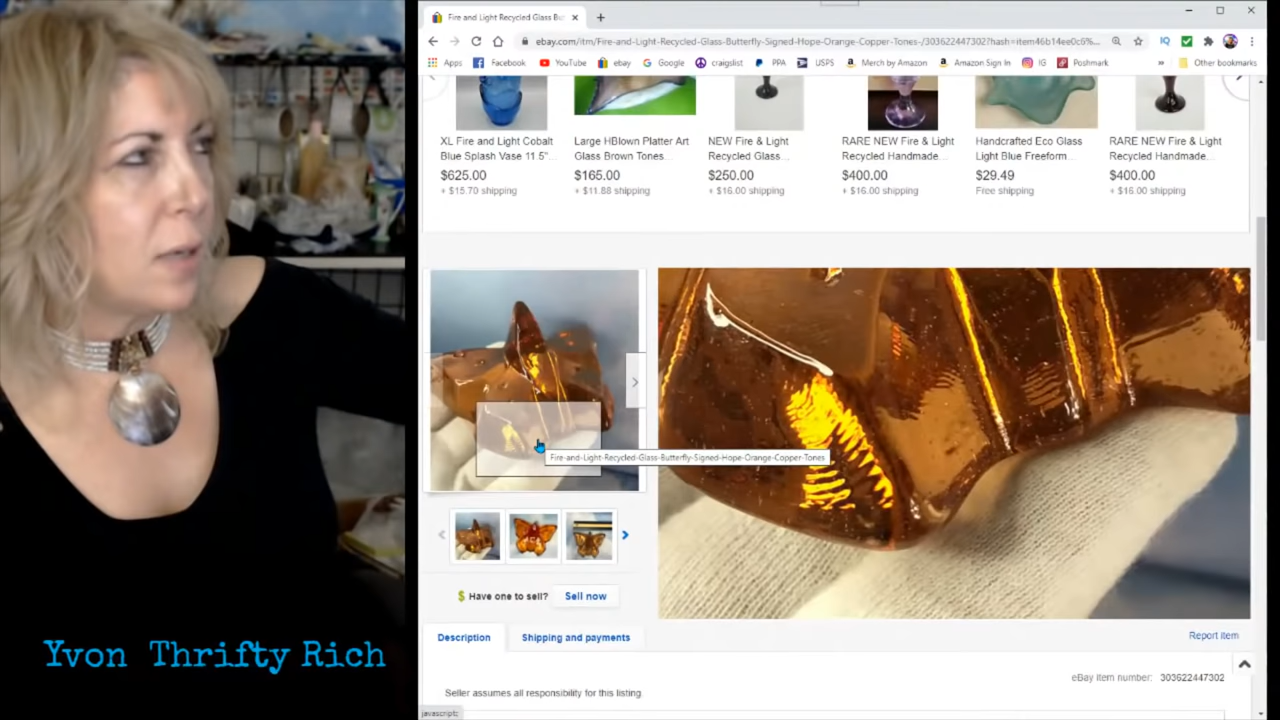 Fire and Light Recycled Glass Bu
ebay.com/itm/Fire-and-Light-Recycled-Glass-Butterfly-Signed-Hope-Orange-Copper-Tones-/303622447302?hash=item46b14ee0c6%...
IQ
Apps Facebook YouTube ebay Google craigslist PPA USPS Merch by Amazon Amazon Sign In IG Poshmark » Other bookmarks
XL Fire and Light Cobalt
Blue Splash Vase 11 5"...
$625.00
+ $15.70 shipping
Large HBlown Platter Art
Glass Brown Tones...
$165.00
+ $11.88 shipping
NEW Fire & Light
Recycled Glass...
$250.00
+ $16.00 shipping
RARE NEW Fire & Light
Recycled Handmade...
$400.00
+ $16.00 shipping
Handcrafted Eco Glass
Light Blue Freeform...
$29.49
Free shipping
RARE NEW Fire & Light
Recycled Handmade...
$400.00
+ $16.00 shipping
Fire-and-Light-Recycled-Glass-Butterfly-Signed-Hope-Orange-Copper-Tones
$ Have one to sell? Sell now
Description Shipping and payments
Report item
eBay item number: 303622447302
Seller assumes all responsibility for this listing.
javascript:
Yvon Thrifty Rich